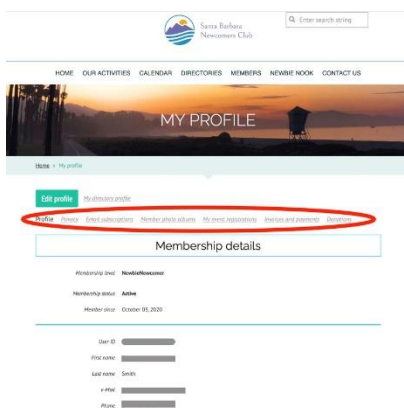 Santa Barbara
Newcomers Club
Enter search string
HOME OUR ACTIVITIES CALENDAR DIRECTORIES MEMBERS NEWBIE NOOK CONTACT US
MY PROFILE
Home » My profile
Edit profile My directory profile
Profile Privacy Email subscriptions Member photo albums My event registrations Invoices and payments Donations
Membership details
Membership level NewbieNewcomer
Membership status Active
Member since October 03, 2020
User ID
First name
Last name Smith
e-Mail
Phone